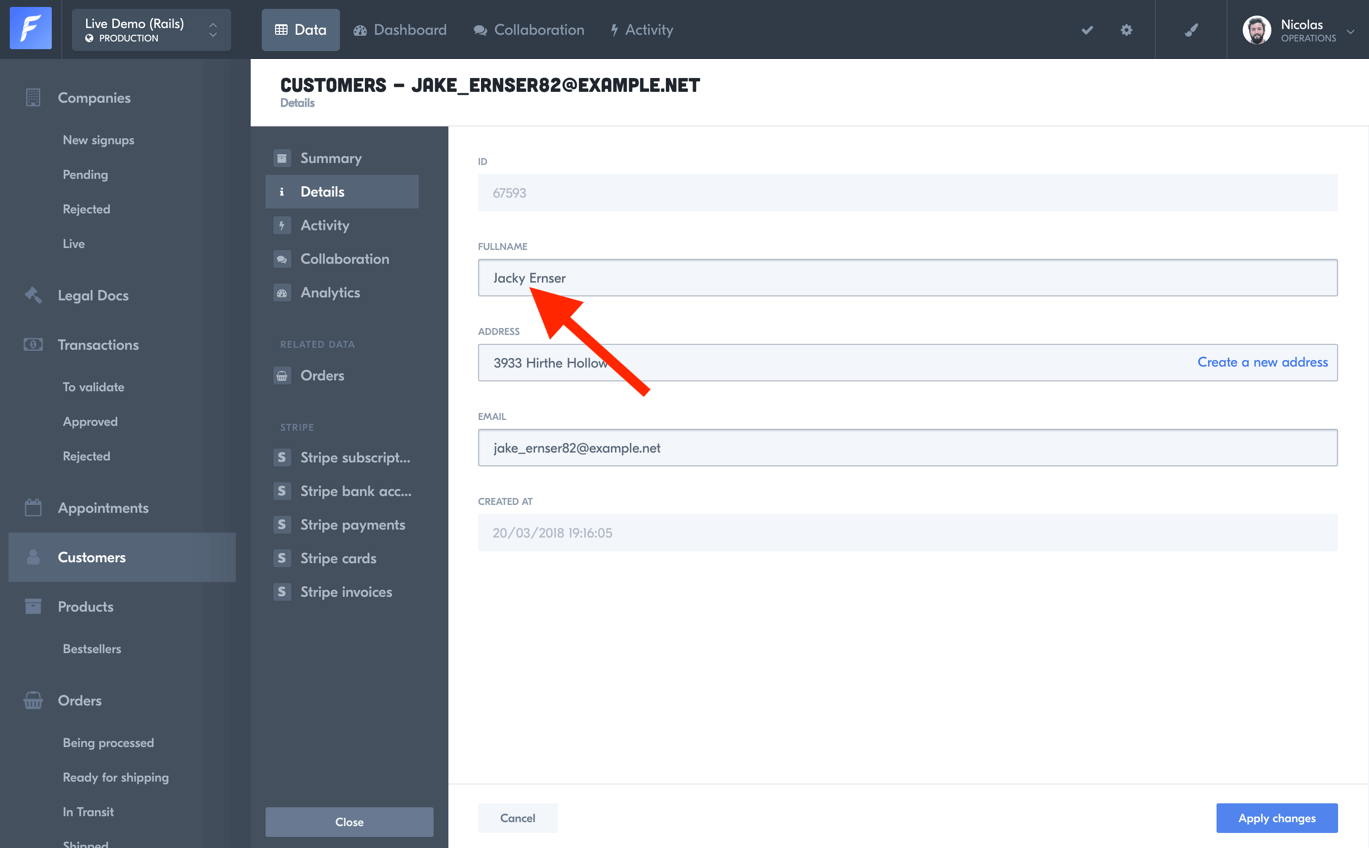 Live Demo (Rails)
PRODUCTION
Data
Dashboard
Collaboration
Activity
Nicolas
OPERATIONS
Companies
New signups
Pending
Rejected
Live
Legal Docs
Transactions
To validate
Approved
Rejected
Appointments
Customers
Products
Bestsellers
Orders
Being processed
Ready for shipping
In Transit
Shipped
CUSTOMERS - JAKE_ERNSER82@EXAMPLE.NET
Details
Summary
Details
Activity
Collaboration
Analytics
RELATED DATA
Orders
STRIPE
S Stripe subscript...
S Stripe bank acc...
S Stripe payments
S Stripe cards
S Stripe invoices
Close
ID
67593
FULLNAME
Jacky Ernser
ADDRESS
3933 Hirthe Hollow
Create a new address
EMAIL
jake_ernser82@example.net
CREATED AT
20/03/2018 19:16:05
Cancel
Apply changes